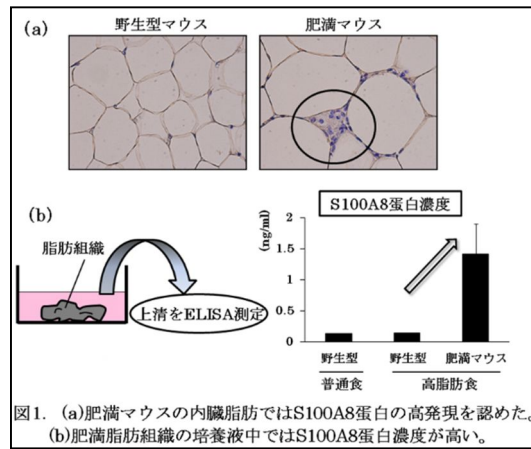 (a)
野生型マウス
肥満マウス
(b)
脂肪組織
上清をELISA測定
S100A8蛋白濃度
(ng/ml)
2
1.5
1
0.5
0
野生型 野生型 肥満マウス
普通食 高脂肪食
図1. (a)肥満マウスの内臓脂肪ではS100A8蛋白の高発現を認めた。
(b)肥満脂肪組織の培養液中ではS100A8蛋白濃度が高い。